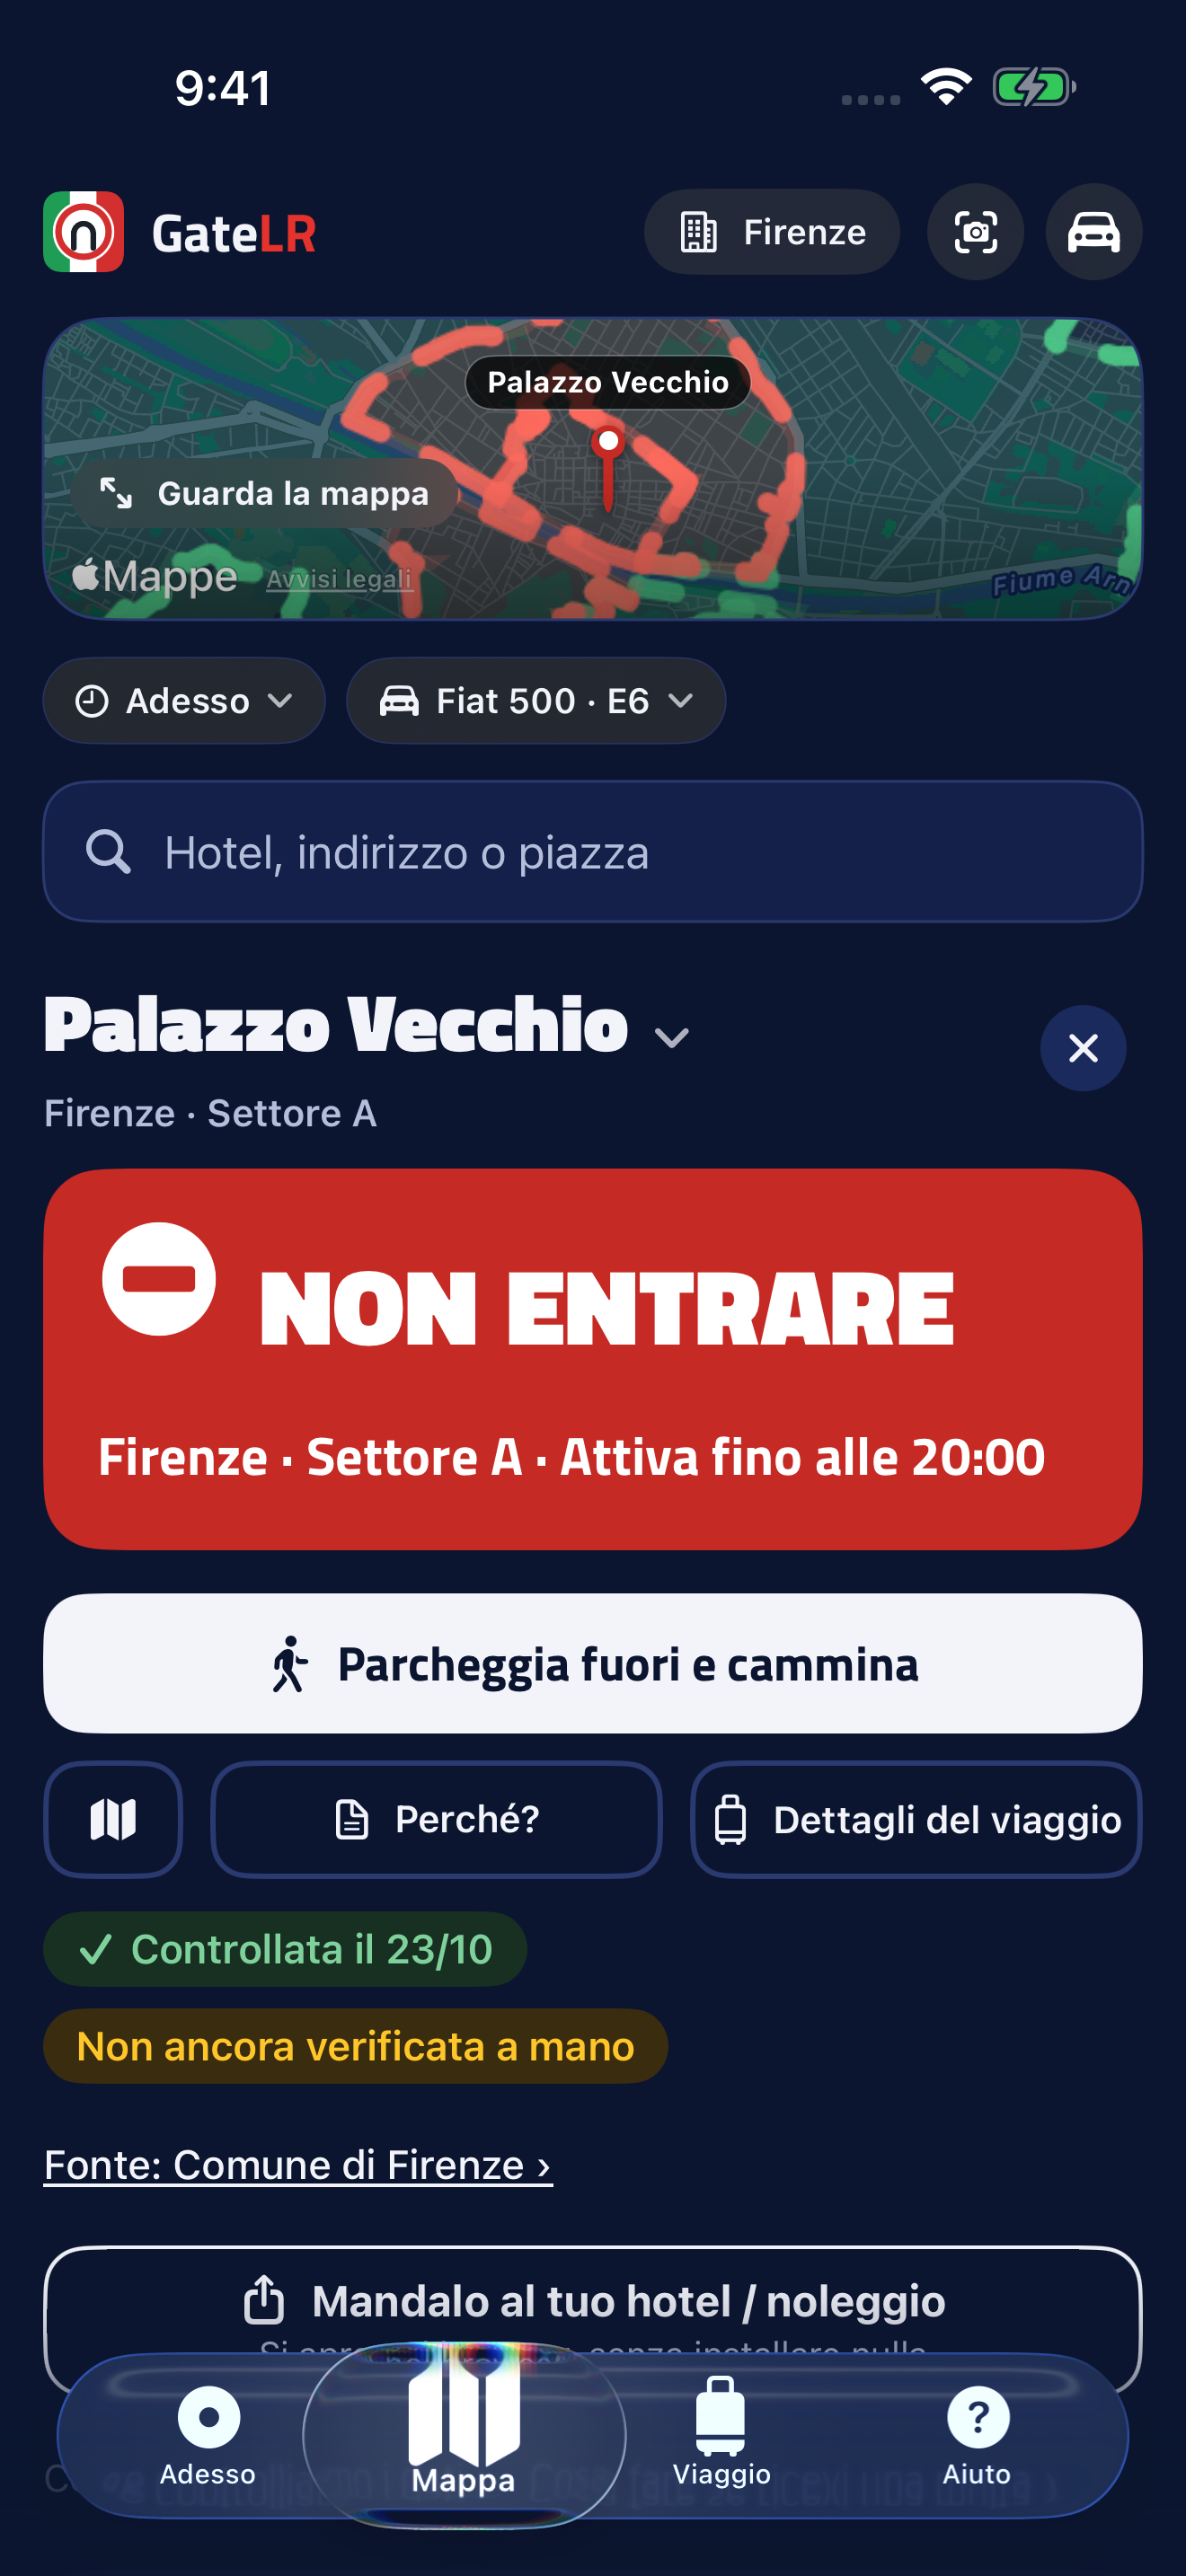 9:41
GateLR
Firenze
Palazzo Vecchio
Guarda la mappa
Mappe
Avvisi legali
Fiume Arn
Adesso
Fiat 500 · E6
Hotel, indirizzo o piazza
Palazzo Vecchio
Firenze · Settore A
NON ENTRARE
Firenze · Settore A · Attiva fino alle 20:00
Parcheggia fuori e cammina
Perché?
Dettagli del viaggio
Controllata il 23/10
Non ancora verificata a mano
Fonte: Comune di Firenze ›
Mandalo al tuo hotel / noleggio
senza installare nulla
Adesso
Mappa
Viaggio
Aiuto